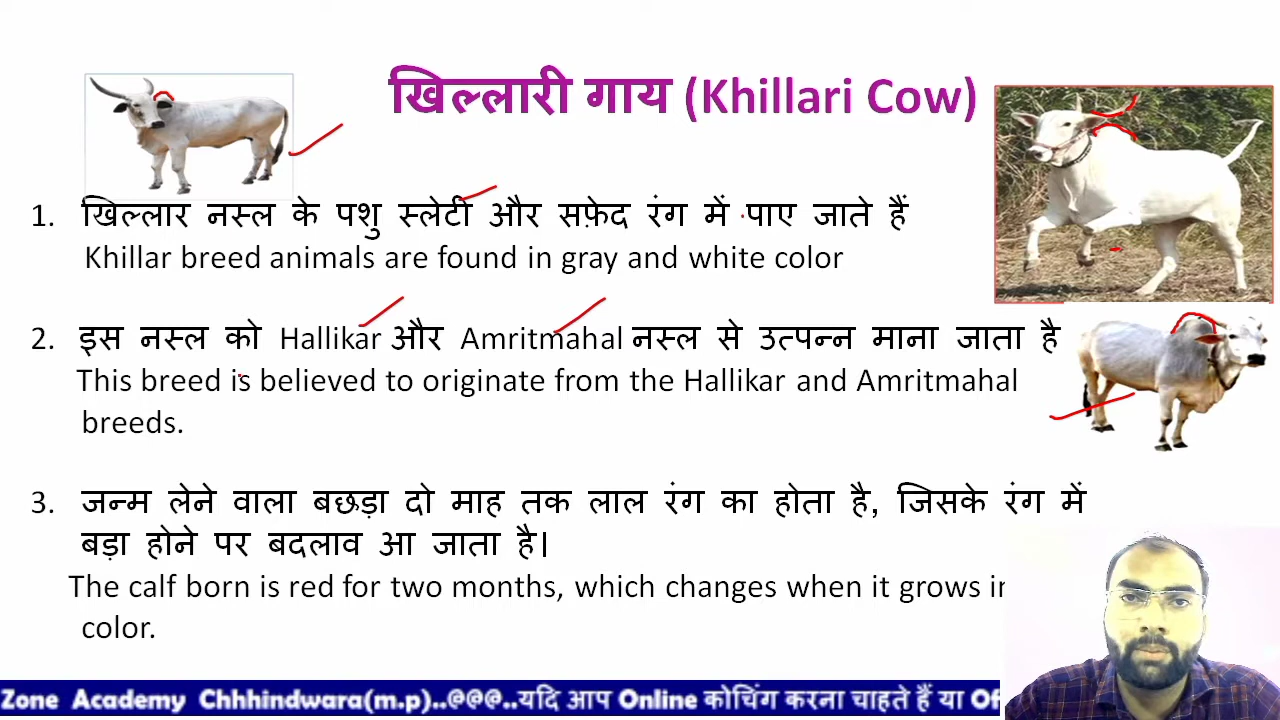 खिल्लारी गाय (Khillari Cow)
1. खिल्लार नस्ल के पशु स्लेटी और सफ़ेद रंग में पाए जाते हैं
Khillar breed animals are found in gray and white color
2. इस नस्ल को Hallikar और Amritmahal नस्ल से उत्पन्न माना जाता है
This breed is believed to originate from the Hallikar and Amritmahal
breeds.
3. जन्म लेने वाला बछड़ा दो माह तक लाल रंग का होता है, जिसके रंग में
बड़ा होने पर बदलाव आ जाता है।
The calf born is red for two months, which changes when it grows in
color.
Zone Academy Chhhindwara(m.p)..@@@..यदि आप Online कोचिंग करना चाहते हैं या